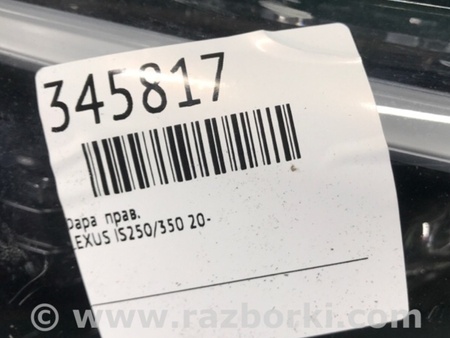 345817
фара прав.
LEXUS IS250/350 20-
© www.razborki.com